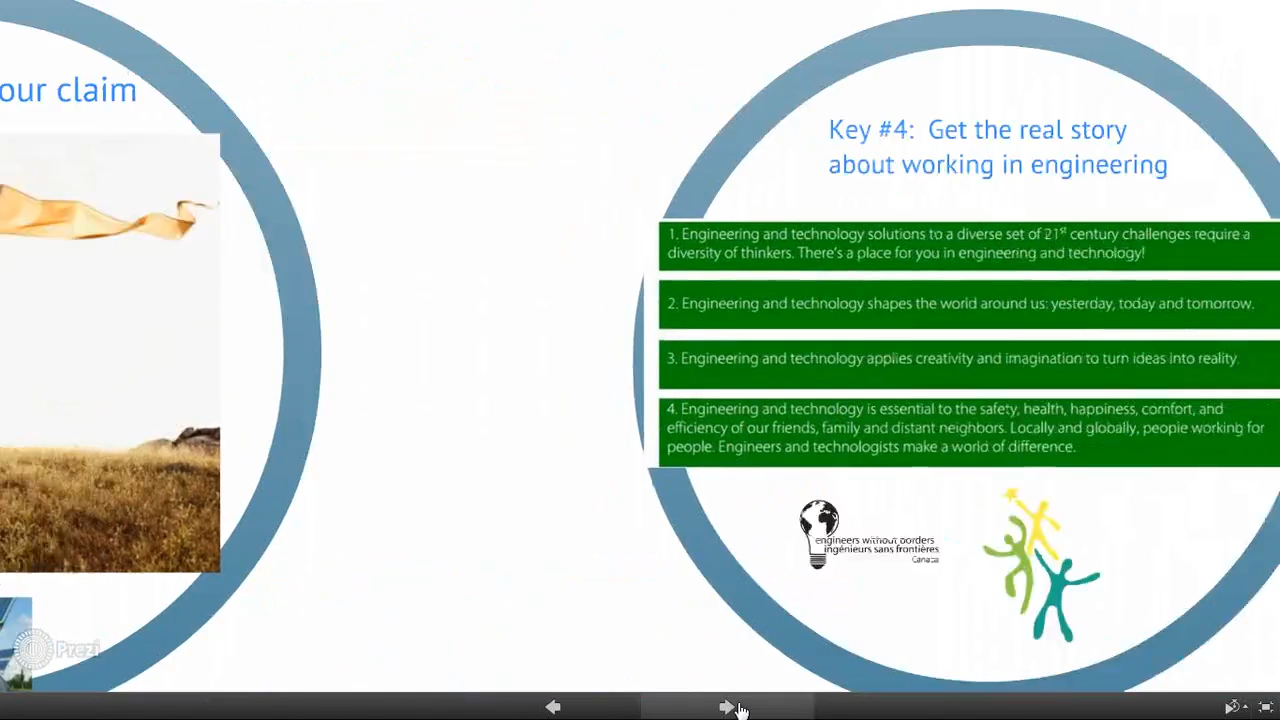 our claim
Key #4: Get the real story
about working in engineering
1. Engineering and technology solutions to a diverse set of 21st century challenges require a
diversity of thinkers. There's a place for you in engineering and technology!
2. Engineering and technology shapes the world around us: yesterday, today and tomorrow.
3. Engineering and technology applies creativity and imagination to turn ideas into reality.
4. Engineering and technology is essential to the safety, health, happiness, comfort, and
efficiency of our friends, family and distant neighbors. Locally and globally, people working for
people. Engineers and technologists make a world of difference.
engineers without borders
ingénieurs sans frontières
Canada
Prezi